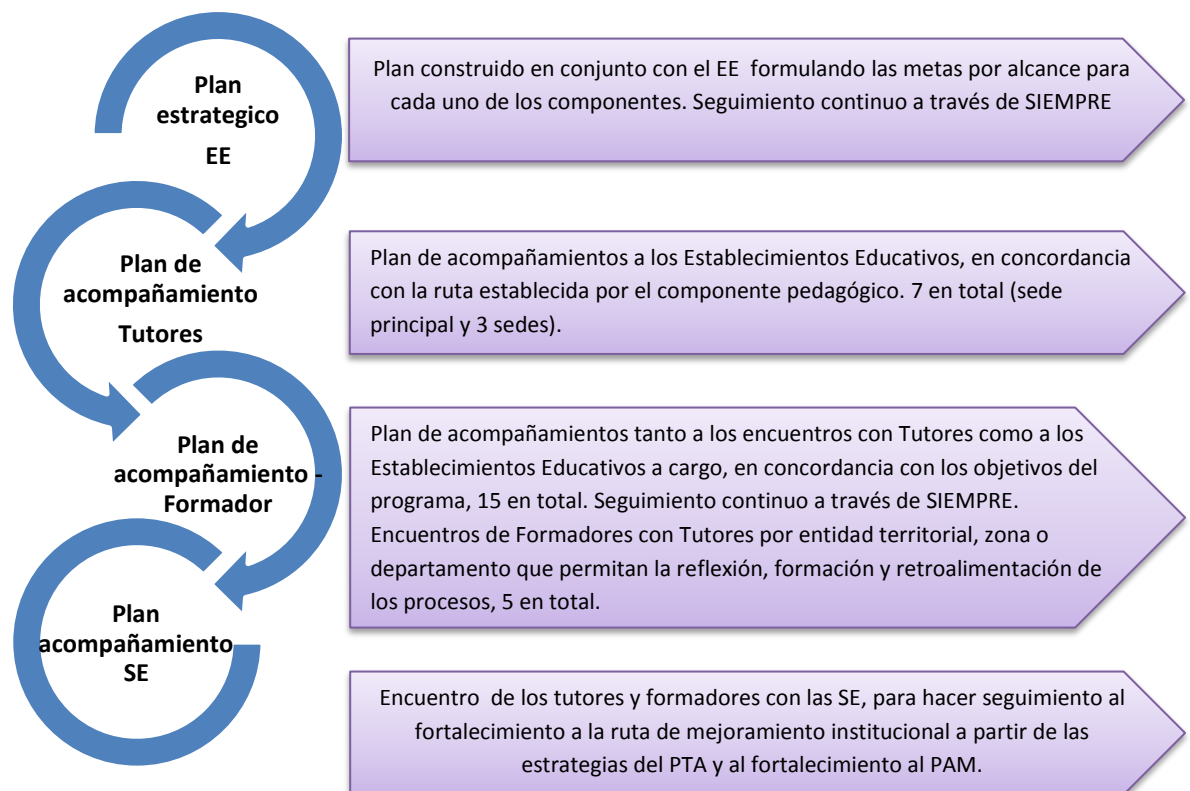 Plan
estrategico
EE
Plan construido en conjunto con el EE formulando las metas por alcance para
cada uno de los componentes. Seguimiento continuo a través de SIEMPRE
Plan de
acompañamiento
Tutores
Plan de acompañamientos a los Establecimientos Educativos, en concordancia
con la ruta establecida por el componente pedagógico. 7 en total (sede
principal y 3 sedes).
Plan de
acompañamiento -
Formador
Plan de acompañamientos tanto a los encuentros con Tutores como a los
Establecimientos Educativos a cargo, en concordancia con los objetivos del
programa, 15 en total. Seguimiento continuo a través de SIEMPRE.
Encuentros de Formadores con Tutores por entidad territorial, zona o
departamento que permitan la reflexión, formación y retroalimentación de
los procesos, 5 en total.
Plan
acompañamiento
SE
Encuentro de los tutores y formadores con las SE, para hacer seguimiento al
fortalecimiento a la ruta de mejoramiento institucional a partir de las
estrategias del PTA y al fortalecimiento al PAM.